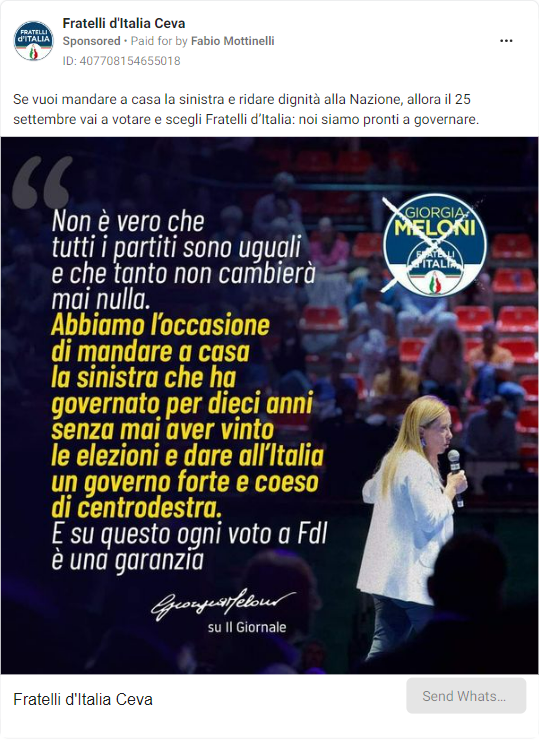 FRATELLI
d'ITALIA
Fratelli d'Italia Ceva
Sponsored • Paid for by Fabio Mottinelli
ID: 407708154655018
Se vuoi mandare a casa la sinistra e ridare dignità alla Nazione, allora il 25
settembre vai a votare e scegli Fratelli d’Italia: noi siamo pronti a governare.
Non è vero che
tutti i partiti sono uguali
e che tanto non cambierà
mai nulla.
Abbiamo l’occasione
di mandare a casa
la sinistra che ha
governato per dieci anni
senza mai aver vinto
le elezioni e dare all’Italia
un governo forte e coeso
di centrodestra.
E su questo ogni voto a FdI
è una garanzia
GIORGIA
MELONI
FRATELLI
d'ITALIA
Giorgia Meloni
su Il Giornale
Fratelli d'Italia Ceva
Send Whats...